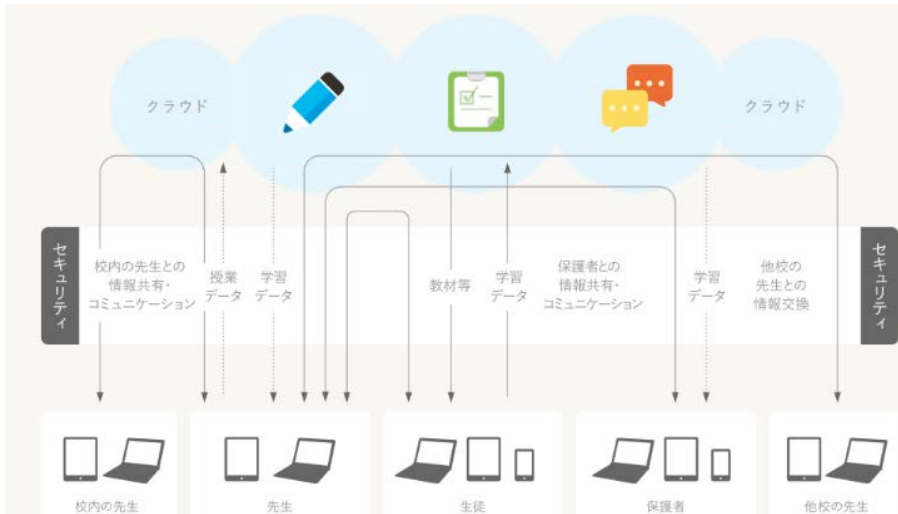 クラウド
クラウド
セキュリティ
校内の先生との
情報共有・
コミュニケーション
授業
データ
学習
データ
教材等
学習
データ
保護者との
情報共有・
コミュニケーション
学習
データ
他校の
先生との
情報交換
セキュリティ
校内の先生
先生
生徒
保護者
他校の先生